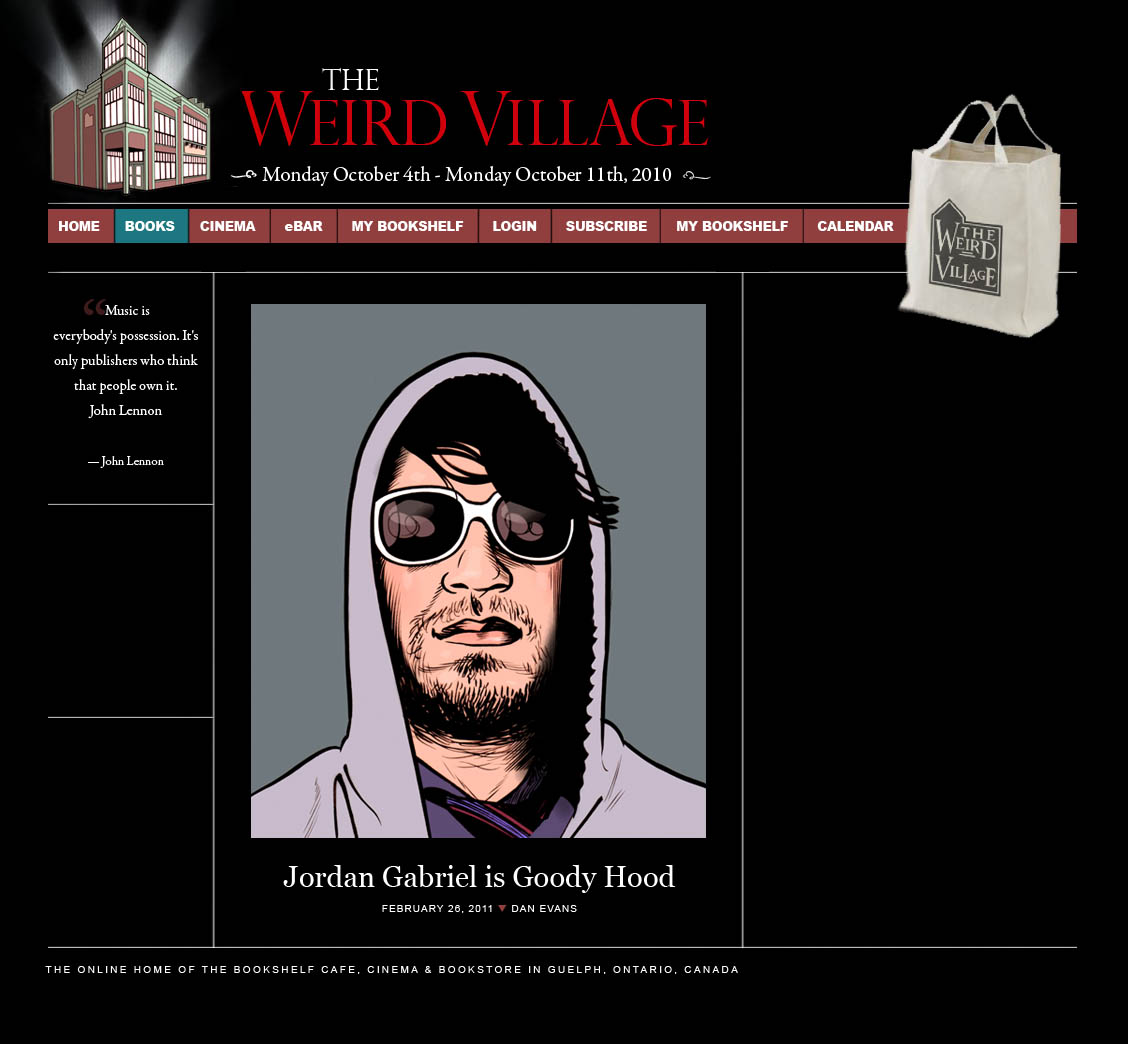 THE
WEIRD VILLAGE
Monday October 4th - Monday October 11th, 2010
HOME BOOKS CINEMA eBAR MY BOOKSHELF LOGIN SUBSCRIBE MY BOOKSHELF CALENDAR
THE
WEIRD
VILLAGE
“Music is
everybody's possession. It's
only publishers who think
that people own it.
John Lennon
— John Lennon
Jordan Gabriel is Goody Hood
FEBRUARY 26, 2011 ▼ DAN EVANS
THE ONLINE HOME OF THE BOOKSHELF CAFE, CINEMA & BOOKSTORE IN GUELPH, ONTARIO, CANADA